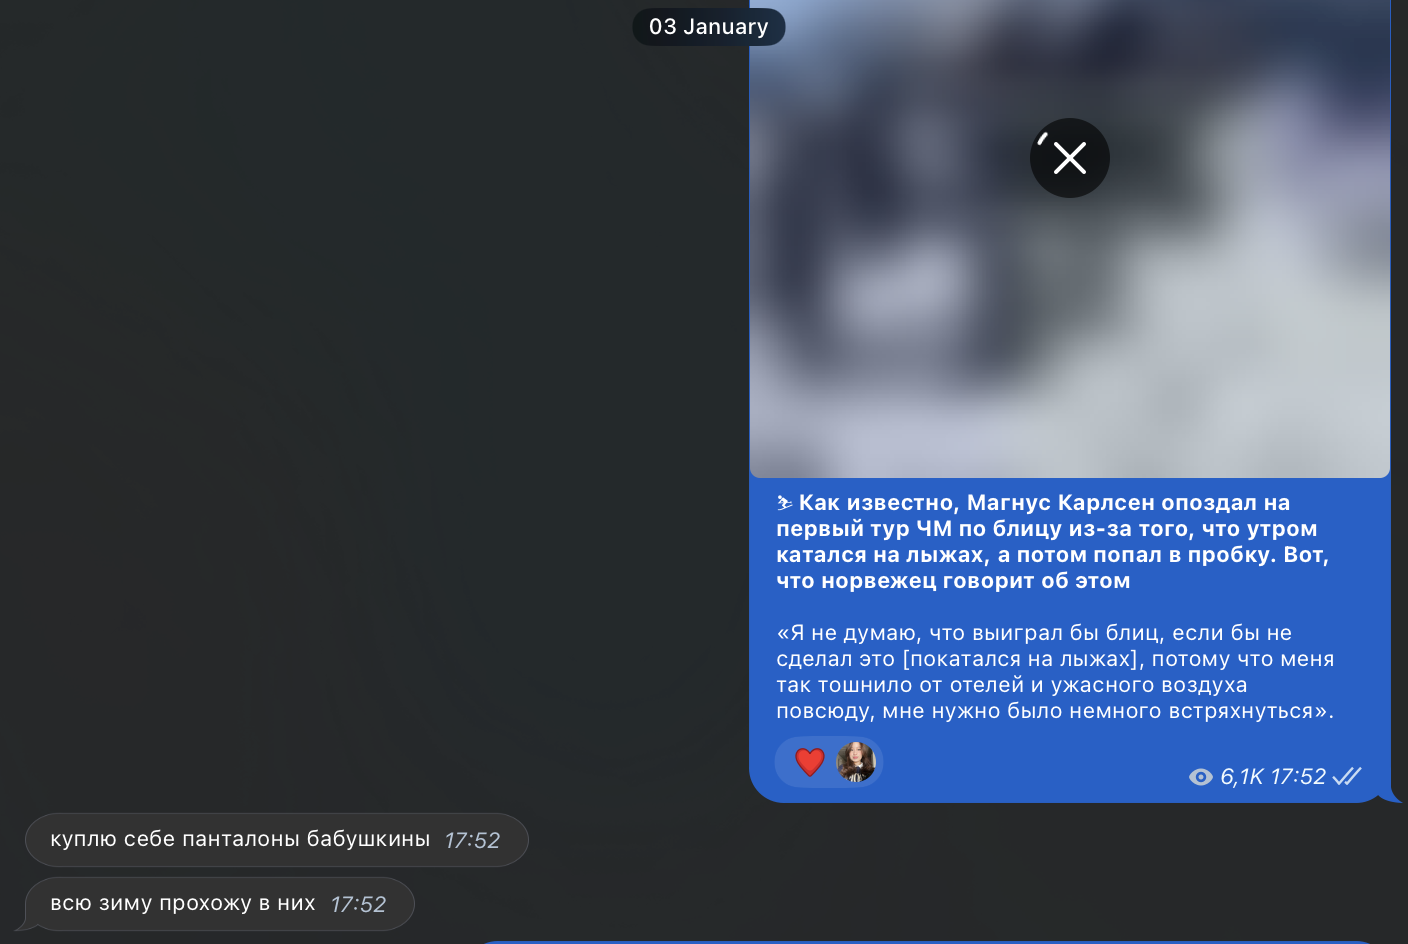 03 January
⛷ Как известно, Магнус Карлсен опоздал на
первый тур ЧМ по блицу из-за того, что утром
катался на лыжах, а потом попал в пробку. Вот,
что норвежец говорит об этом
«Я не думаю, что выиграл бы блиц, если бы не
сделал это [покатался на лыжах], потому что меня
так тошнило от отелей и ужасного воздуха
повсюду, мне нужно было немного встряхнуться».
6,1K 17:52
куплю себе панталоны бабушкины 17:52
всю зиму прохожу в них 17:52